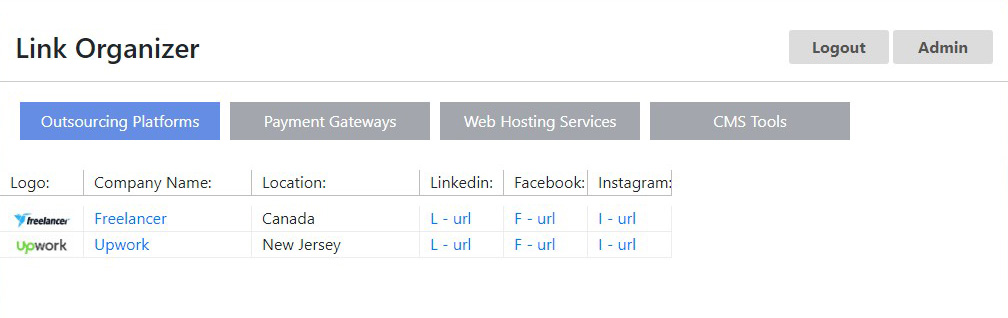 Link Organizer
Logout Admin
Outsourcing Platforms Payment Gateways Web Hosting Services CMS Tools
Logo: Company Name: Location: Linkedin: Facebook: Instagram:
freelancer Freelancer Canada L - url F - url I - url
Upwork Upwork New Jersey L - url F - url I - url